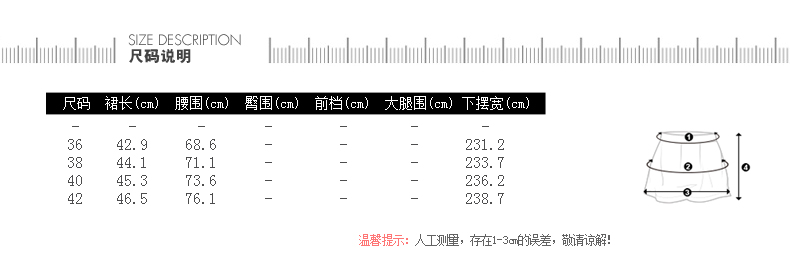 SIZE DESCRIPTION
尺码说明
尺码 裙长(cm) 腰围(cm) 臀围(cm) 前裆(cm) 大腿围(cm) 下摆宽(cm)
- - - - - - -
36 42.9 68.6 - - - 231.2
38 44.1 71.1 - - - 233.7
40 45.3 73.6 - - - 236.2
42 46.5 76.1 - - - 238.7
1
2
4
3
温馨提示: 人工测量，存在1-3cm的误差，敬请谅解!